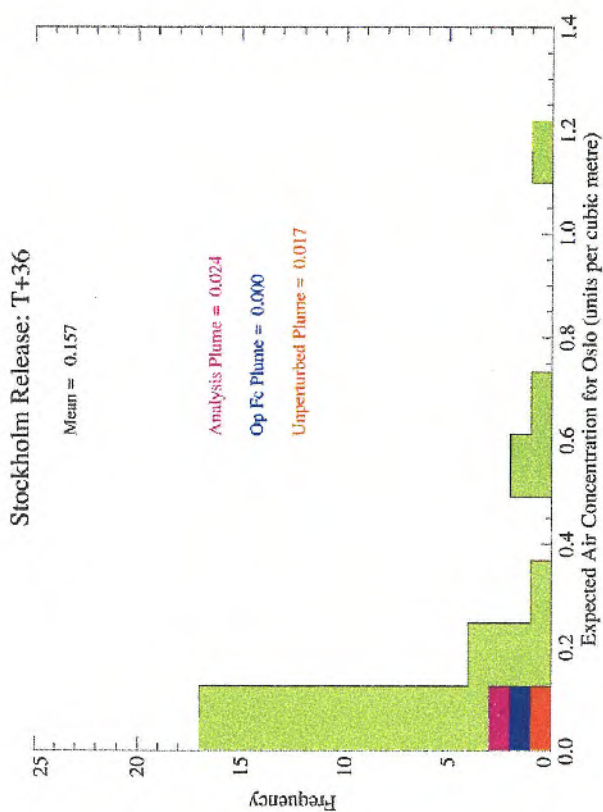 Stockholm Release: T+36
Mean = 0.157
Analysis Plume = 0.024
Op Fc Plume = 0.000
Unperturbed Plume = 0.017
Frequency
25
20
15
10
5
0
0.0 0.2 0.4 0.6 0.8 1.0 1.2 1.4
Expected Air Concentration for Oslo (units per cubic metre)